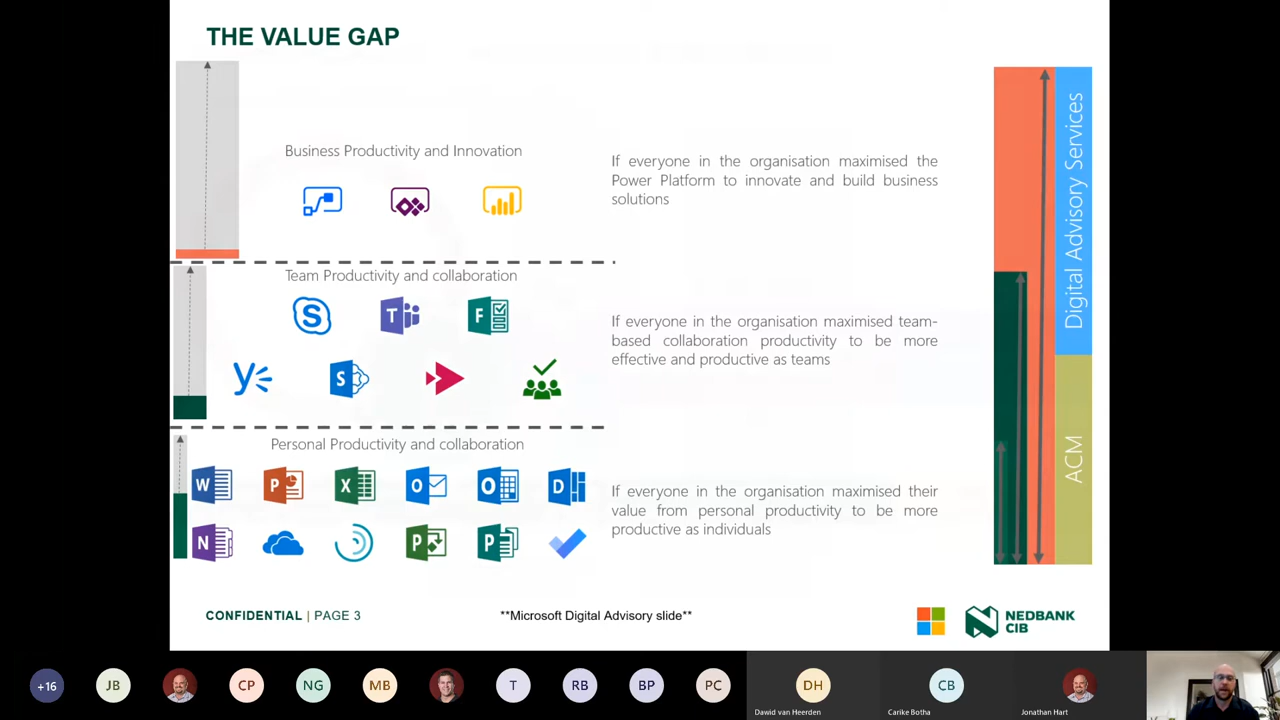 THE VALUE GAP
Business Productivity and Innovation
If everyone in the organisation maximised the
Power Platform to innovate and build business
solutions
Team Productivity and collaboration
S
T
F
If everyone in the organisation maximised team-
based collaboration productivity to be more
effective and productive as teams
y
S
Personal Productivity and collaboration
W
P
X
O
O
D
If everyone in the organisation maximised their
value from personal productivity to be more
productive as individuals
N
P
P
Digital Advisory Services
ACM
CONFIDENTIAL | PAGE 3
**Microsoft Digital Advisory slide**
NEDBANK
CIB
+16
JB
CP
NG
MB
T
RB
BP
PC
DH
CB
Dawid van Heerden
Carike Botha
Jonathan Hart